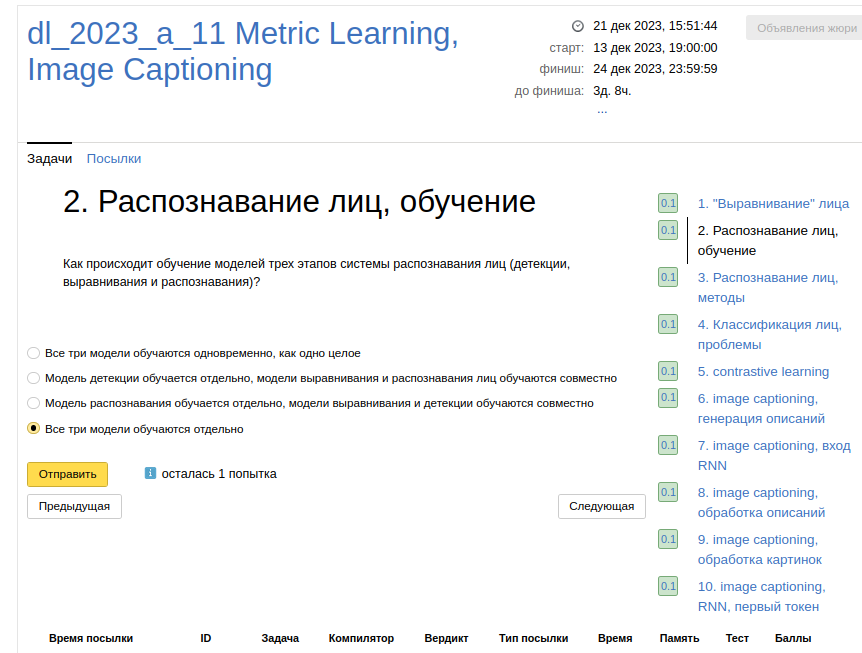 dl_2023_a_11 Metric Learning,
Image Captioning
21 дек 2023, 15:51:44
старт: 13 дек 2023, 19:00:00
финиш: 24 дек 2023, 23:59:59
до финиша: 3д. 8ч.
...
Объявления жюри
Задачи Посылки
2. Распознавание лиц, обучение
Как происходит обучение моделей трех этапов системы распознавания лиц (детекции,
выравнивания и распознавания)?
Все три модели обучаются одновременно, как одно целое
Модель детекции обучается отдельно, модели выравнивания и распознавания лиц обучаются совместно
Модель распознавания обучается отдельно, модели выравнивания и детекции обучаются совместно
Все три модели обучаются отдельно
Отправить i осталась 1 попытка
Предыдущая Следующая
0.1 1. "Выравнивание" лица
0.1 2. Распознавание лиц,
обучение
0.1 3. Распознавание лиц,
методы
0.1 4. Классификация лиц,
проблемы
0.1 5. contrastive learning
0.1 6. image captioning,
генерация описаний
0.1 7. image captioning, вход
RNN
0.1 8. image captioning,
обработка описаний
0.1 9. image captioning,
обработка картинок
0.1 10. image captioning,
RNN, первый токен
Время посылки ID Задача Компилятор Вердикт Тип посылки Время Память Тест Баллы